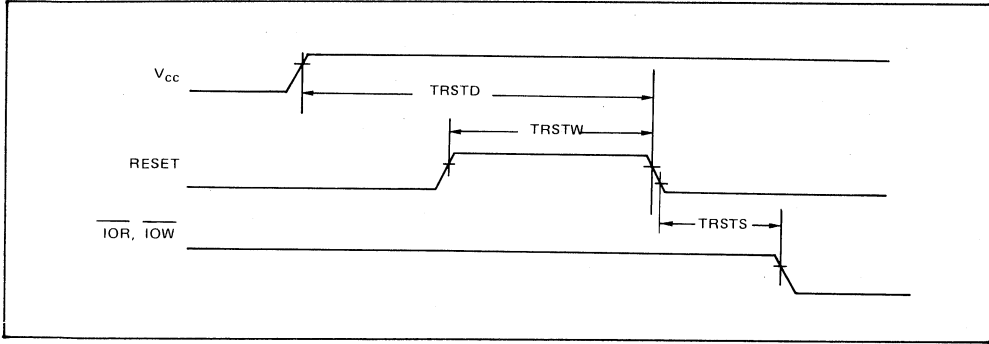 Vcc
TRSTD
TRSTW
RESET
TRSTS
IOR, IOW